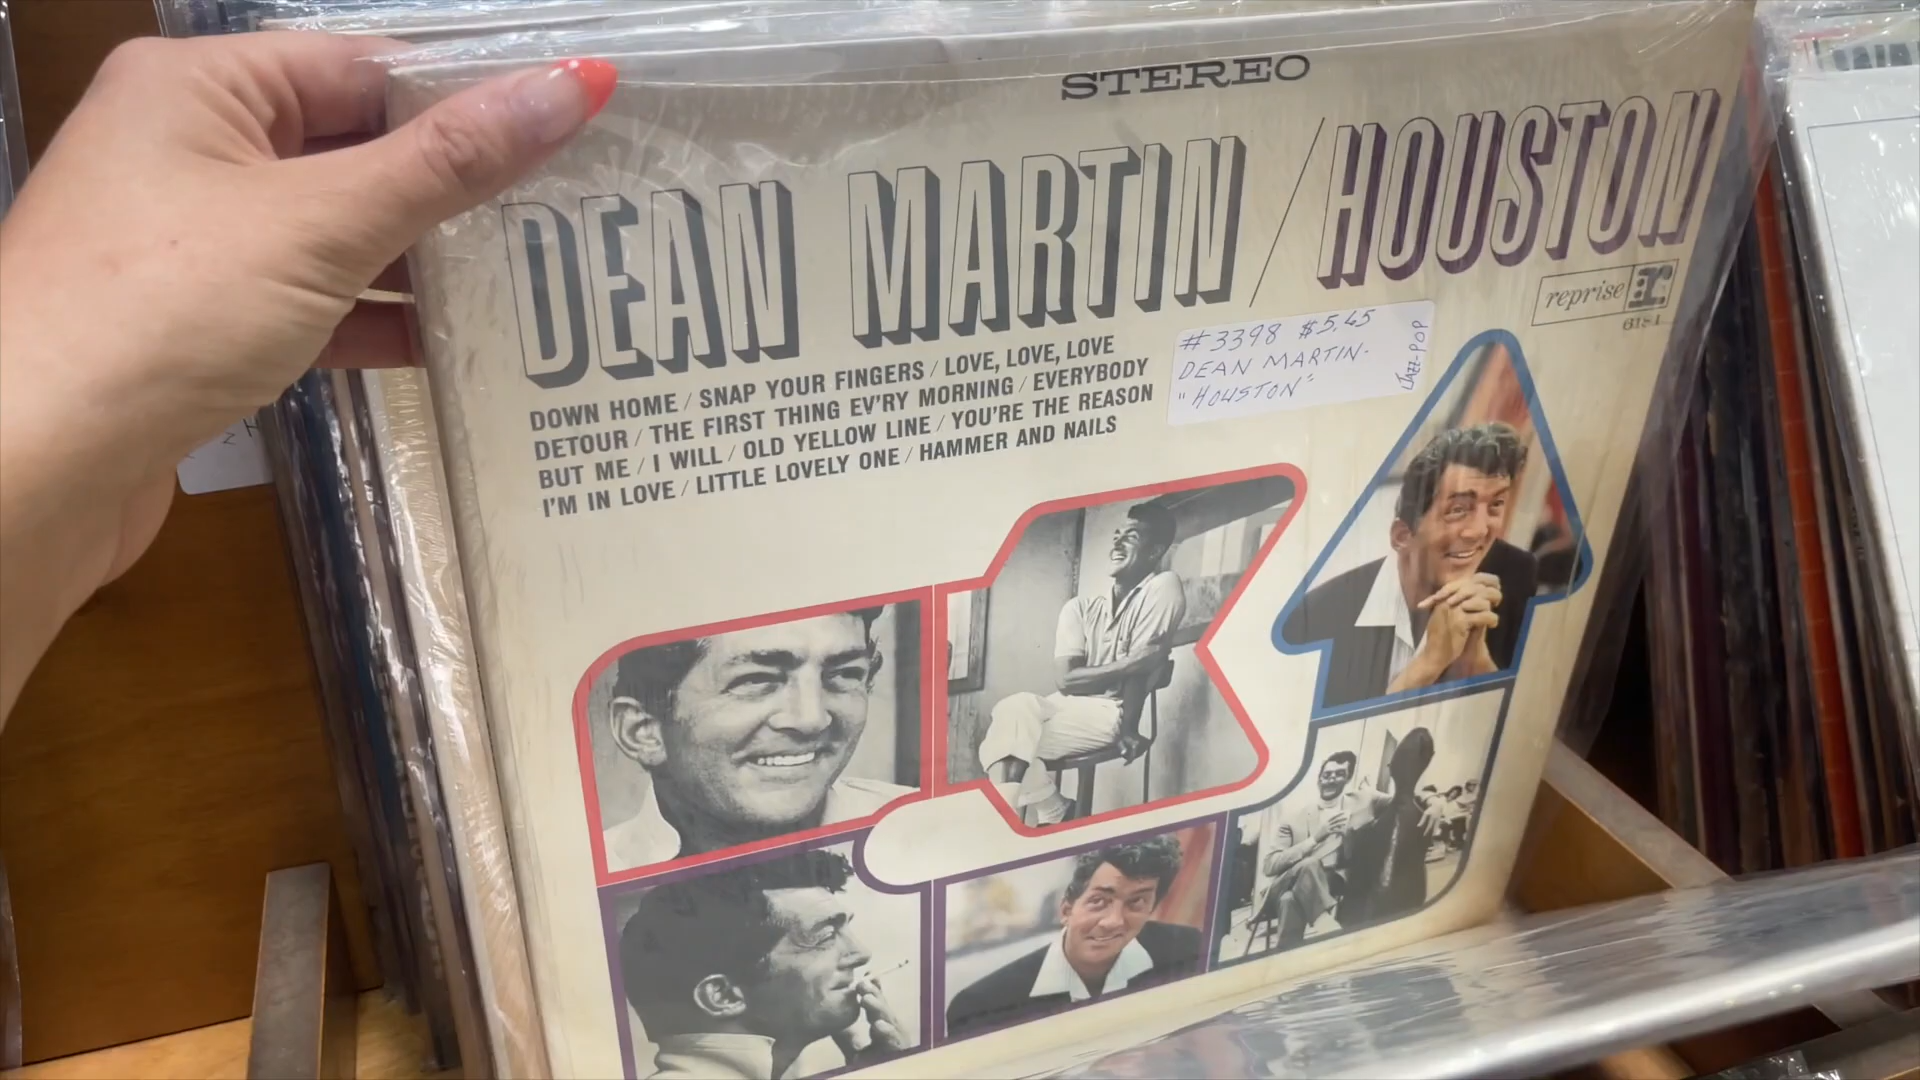 STEREO
DEAN MARTIN/HOUSTON
reprise r
DOWN HOME / SNAP YOUR FINGERS / LOVE, LOVE, LOVE
DETOUR / THE FIRST THING EV'RY MORNING / EVERYBODY
BUT ME / I WILL / OLD YELLOW LINE / YOU'RE THE REASON
I'M IN LOVE / LITTLE LOVELY ONE / HAMMER AND NAILS
#3398 $5.45
DEAN MARTIN-
"HOUSTON"
JAZZ-POP